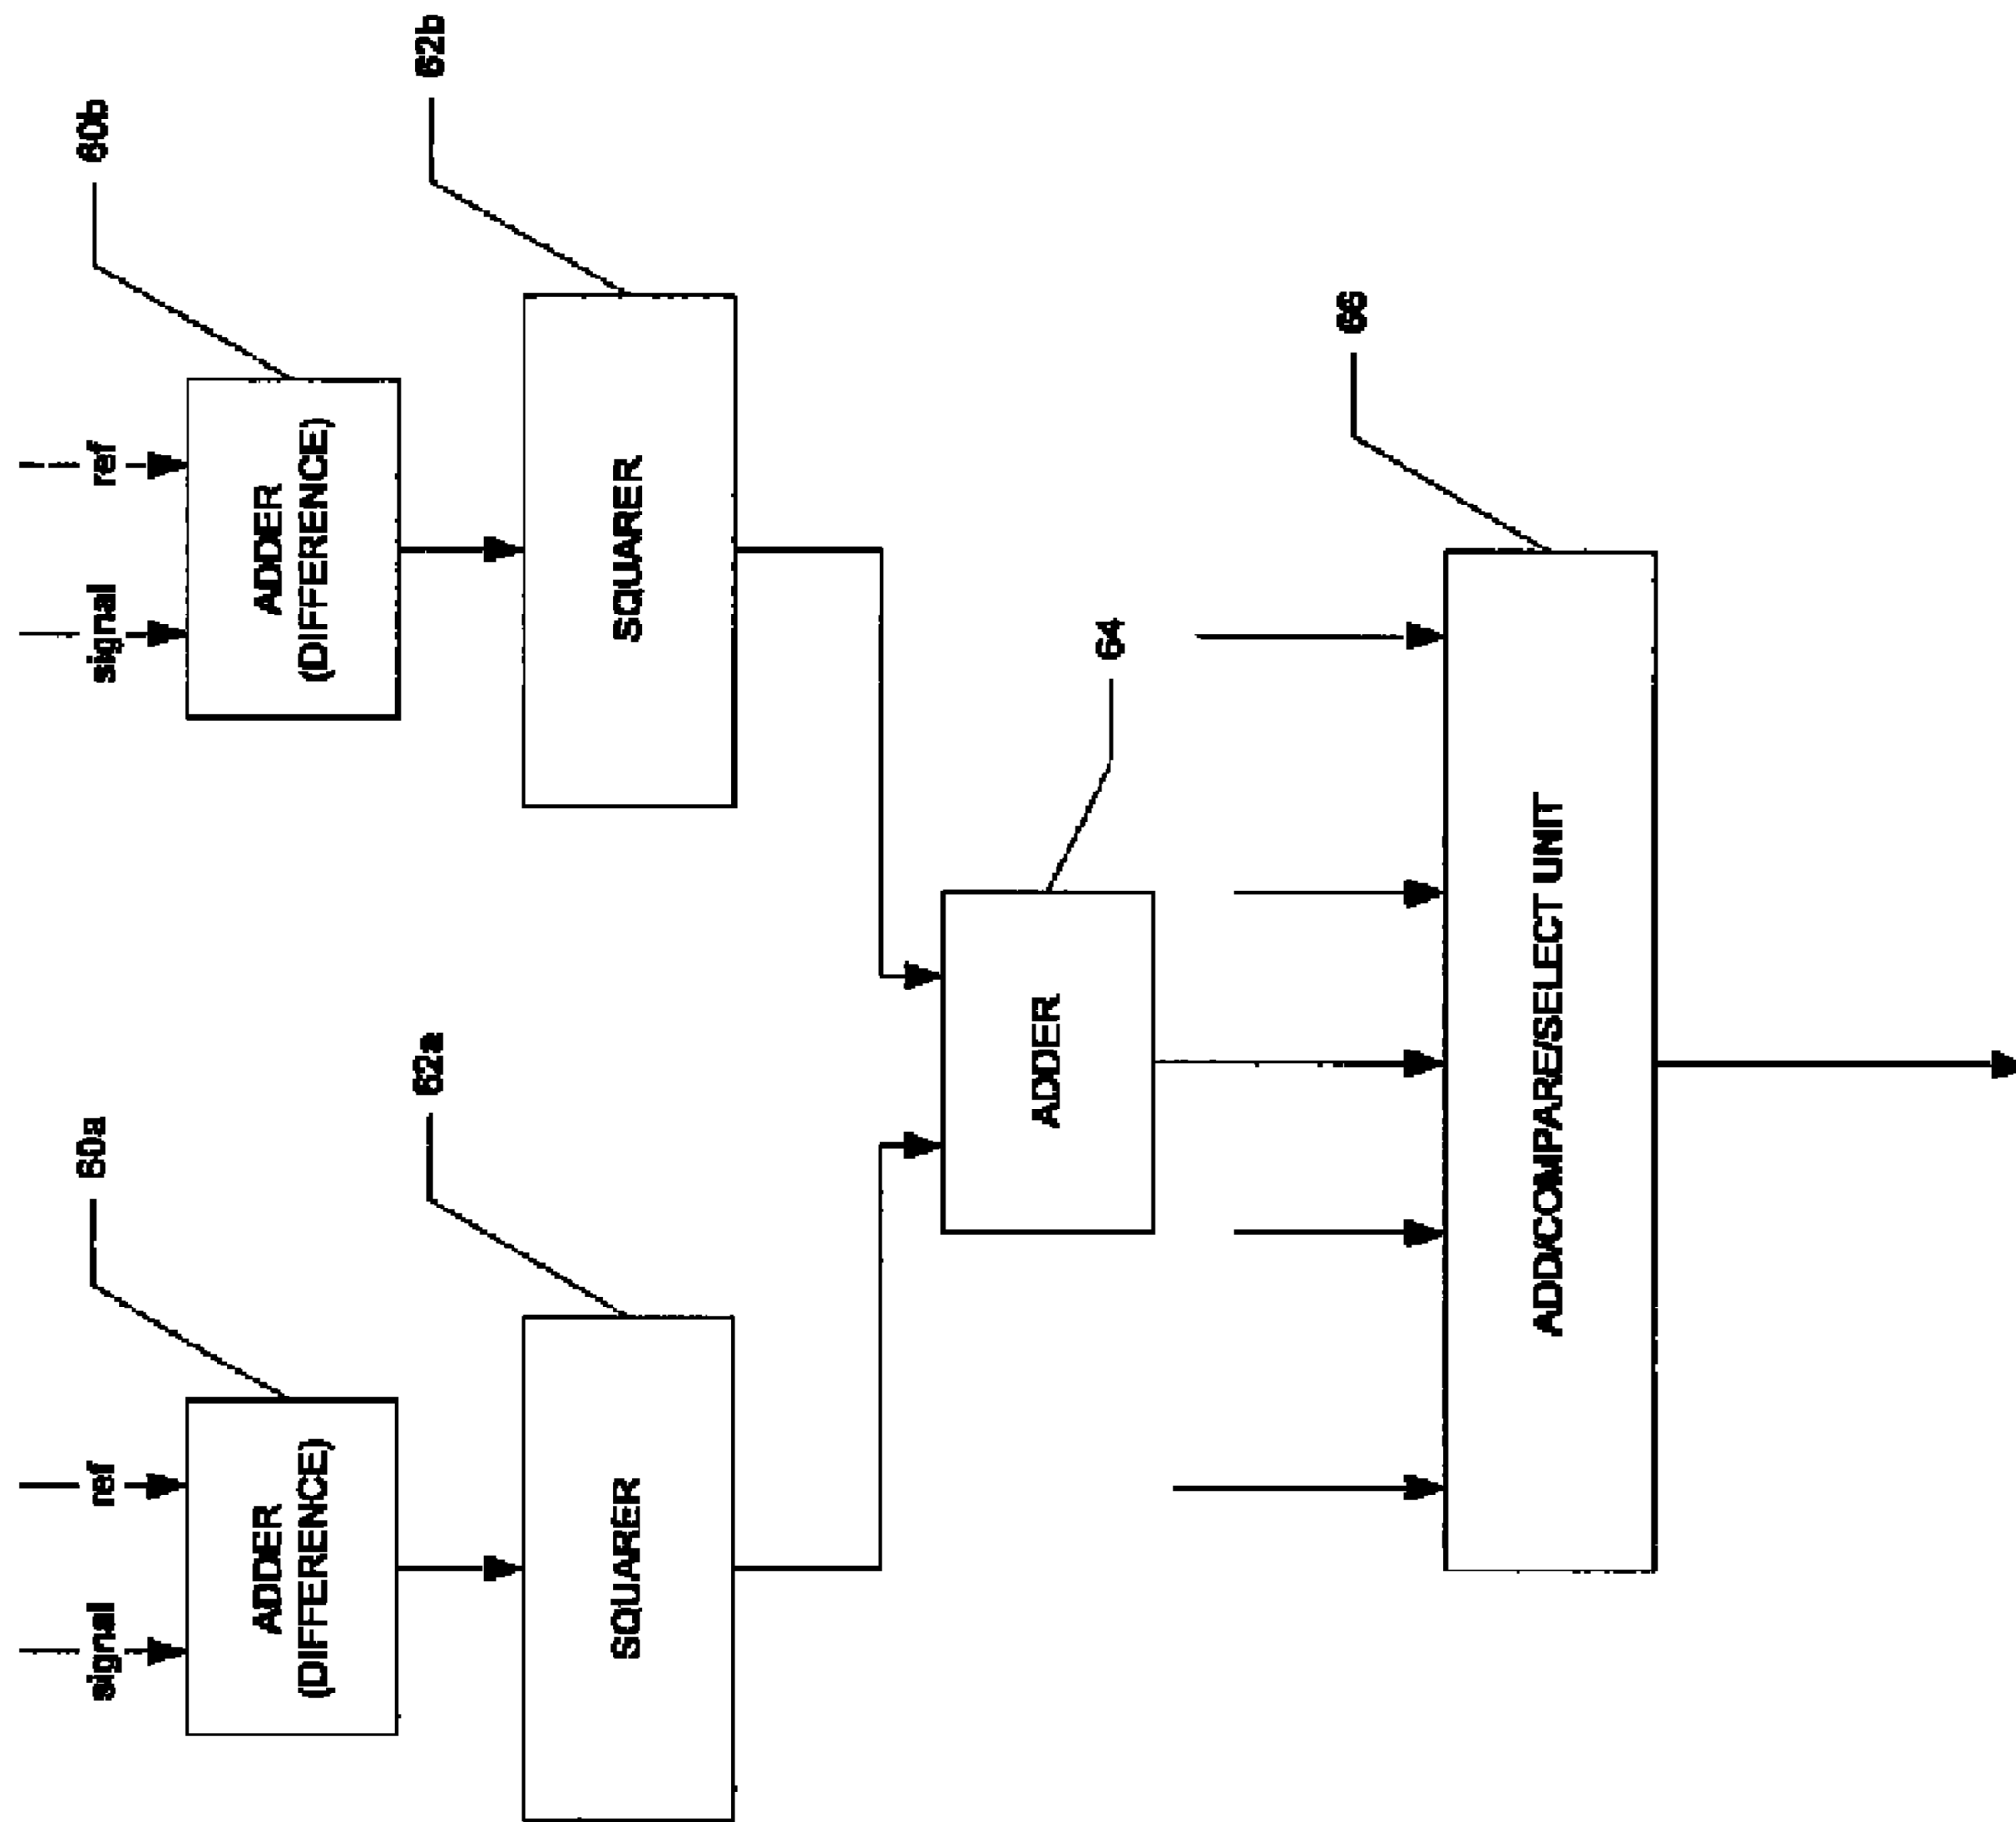 signal
ref
60a
ADDER
(DIFFERENCE)
signal
ref
60b
ADDER
(DIFFERENCE)
62a
SQUARER
62b
SQUARER
64
ADDER
66
ADD/COMPARE/SELECT UNIT